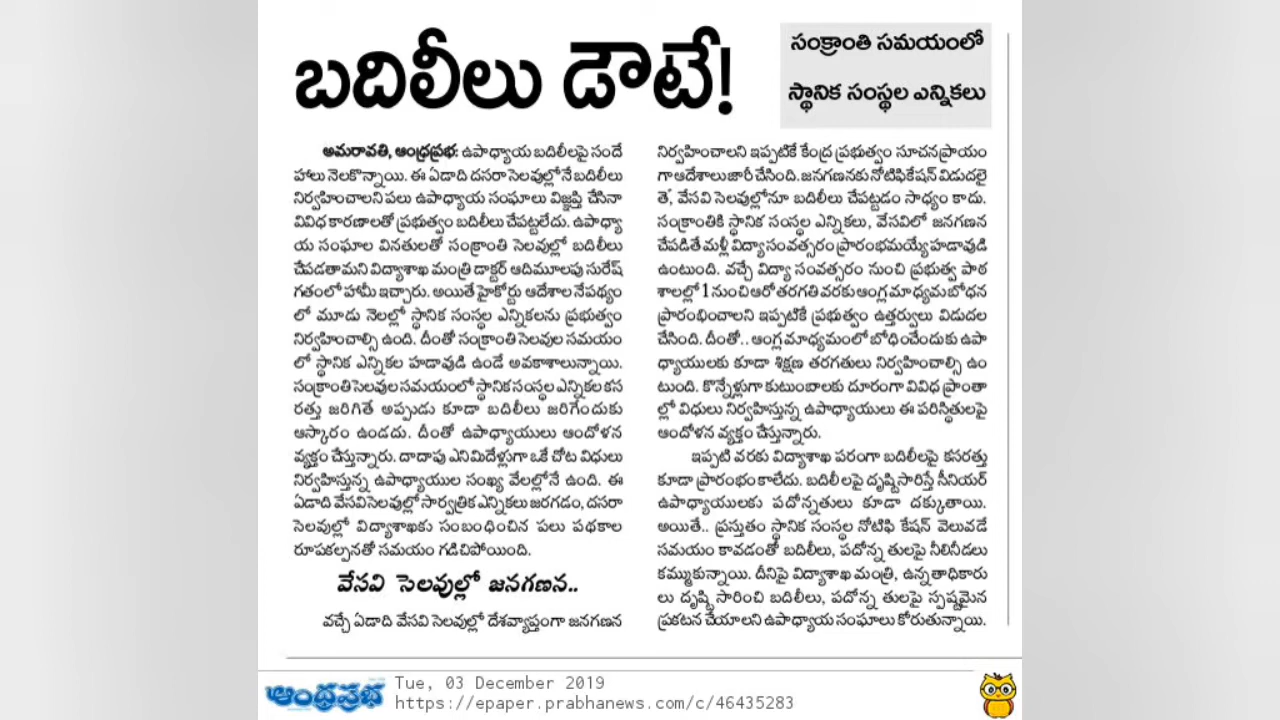 బదిలీలు డౌటే!
సంక్రాంతి సమయంలో
స్థానిక సంస్థల ఎన్నికలు
అమరావతి, ఆంధ్రప్రభ: ఉపాధ్యాయ బదిలీలపై సందే
హాలు నెలకొన్నాయి. ఈ ఏడాది దసరా సెలవుల్లోనే బదిలీలు
నిర్వహించాలని పలు ఉపాధ్యాయ సంఘాలు విజ్ఞప్తి చేసినా
వివిధ కారణాలతో ప్రభుత్వం బదిలీలు చేపట్టలేదు. ఉపాధ్యా
య సంఘాల వినతులతో సంక్రాంతి సెలవుల్లో బదిలీలు
చేపడతామని విద్యాశాఖ మంత్రి డాక్టర్ ఆదిమూలపు సురేష్
గతంలో హామీ ఇచ్చారు. అయితే హైకోర్టు ఆదేశాల నేపథ్యం
లో మూడు నెలల్లో స్థానిక సంస్థల ఎన్నికలను ప్రభుత్వం
నిర్వహించాల్సి ఉంది. దీంతో సంక్రాంతి సెలవుల సమయం
లో స్థానిక ఎన్నికల హడావుడి ఉండే అవకాశాలున్నాయి.
సంక్రాంతి సెలవుల సమయంలో స్థానిక సంస్థల ఎన్నికల కస
రత్తు జరిగితే అప్పుడు కూడా బదిలీలు జరిగేందుకు
ఆస్కారం ఉండదు. దీంతో ఉపాధ్యాయులు ఆందోళన
వ్యక్తం చేస్తున్నారు. దాదాపు ఎనిమిదేళ్లుగా ఒకే చోట విధులు
నిర్వహిస్తున్న ఉపాధ్యాయుల సంఖ్య వేలల్లోనే ఉంది. ఈ
ఏడాది వేసవి సెలవుల్లో సార్వత్రిక ఎన్నికలు జరగడం, దసరా
సెలవుల్లో విద్యాశాఖకు సంబంధించిన పలు పథకాల
రూపకల్పనతో సమయం గడిచిపోయింది.
వేసవి సెలవుల్లో జనగణన..
వచ్చే ఏడాది వేసవి సెలవుల్లో దేశవ్యాప్తంగా జనగణన
నిర్వహించాలని ఇప్పటికే కేంద్ర ప్రభుత్వం సూచనప్రాయం
గా ఆదేశాలు జారీ చేసింది. జనగణనకు నోటిఫికేషన్ విడుదలై
తే, వేసవి సెలవుల్లోనూ బదిలీలు చేపట్టడం సాధ్యం కాదు.
సంక్రాంతికి స్థానిక సంస్థల ఎన్నికలు, వేసవిలో జనగణన
చేపడితే మళ్లీ విద్యా సంవత్సరం ప్రారంభమయ్యే హడావుడి
ఉంటుంది. వచ్చే విద్యా సంవత్సరం నుంచి ప్రభుత్వ పాఠ
శాలల్లో 1 నుంచి ఆరో తరగతి వరకు ఆంగ్ల మాధ్యమ బోధన
ప్రారంభించాలని ఇప్పటికే ప్రభుత్వం ఉత్తర్వులు విడుదల
చేసింది. దీంతో.. ఆంగ్ల మాధ్యమంలో బోధించేందుకు ఉపా
ధ్యాయులకు కూడా శిక్షణ తరగతులు నిర్వహించాల్సి ఉం
టుంది. కొన్నేళ్లుగా కుటుంబాలకు దూరంగా వివిధ ప్రాంతా
ల్లో విధులు నిర్వహిస్తున్న ఉపాధ్యాయులు ఈ పరిస్థితులపై
ఆందోళన వ్యక్తం చేస్తున్నారు.
ఇప్పటి వరకు విద్యాశాఖ పరంగా బదిలీలపై కసరత్తు
కూడా ప్రారంభం కాలేదు. బదిలీలపై దృష్టి సారిస్తే సీనియర్
ఉపాధ్యాయులకు పదోన్నతులు కూడా దక్కుతాయి.
అయితే.. ప్రస్తుతం స్థానిక సంస్థల నోటిఫి కేషన్ వెలువడే
సమయం కావడంతో బదిలీలు, పదోన్న తులపై నీలినీడలు
కమ్ముకున్నాయి. దీనిపై విద్యాశాఖ మంత్రి, ఉన్నతాధికారు
లు దృష్టి సారించి బదిలీలు, పదోన్న తులపై స్పష్టమైన
ప్రకటన చేయాలని ఉపాధ్యాయ సంఘాలు కోరుతున్నాయి.
ఆంధ్రప్రభ
Tue, 03 December 2019
https://epaper.prabhanews.com/c/46435283